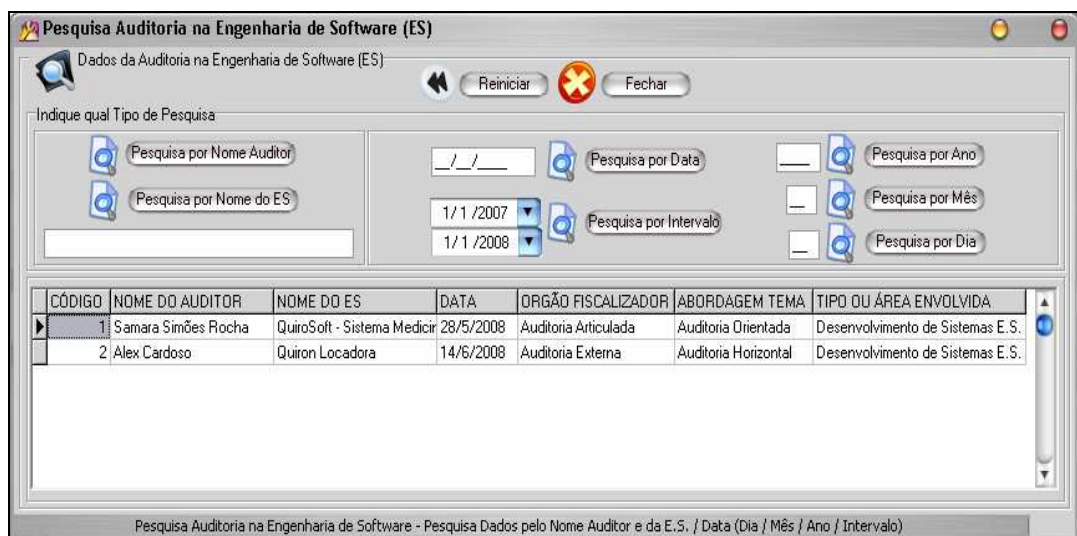 Pesquisa Auditoria na Engenharia de Software (ES)
Dados da Auditoria na Engenharia de Software (ES)
Reiniciar
Fechar
Indique qual Tipo de Pesquisa
Pesquisa por Nome Auditor
Pesquisa por Nome do ES
__/__/____
Pesquisa por Data
1/ 1 /2007
1/ 1 /2008
Pesquisa por Intervalo
Pesquisa por Ano
Pesquisa por Mês
Pesquisa por Dia
CÓDIGO NOME DO AUDITOR NOME DO ES DATA ORGÃO FISCALIZADOR ABORDAGEM TEMA TIPO OU ÁREA ENVOLVIDA
1 Samara Simões Rocha QuiroSoft - Sistema Medicir 28/5/2008 Auditoria Articulada Auditoria Orientada Desenvolvimento de Sistemas E.S.
2 Alex Cardoso Quiron Locadora 14/6/2008 Auditoria Externa Auditoria Horizontal Desenvolvimento de Sistemas E.S.
Pesquisa Auditoria na Engenharia de Software - Pesquisa Dados pelo Nome Auditor e da E.S. / Data (Dia / Mês / Ano / Intervalo)